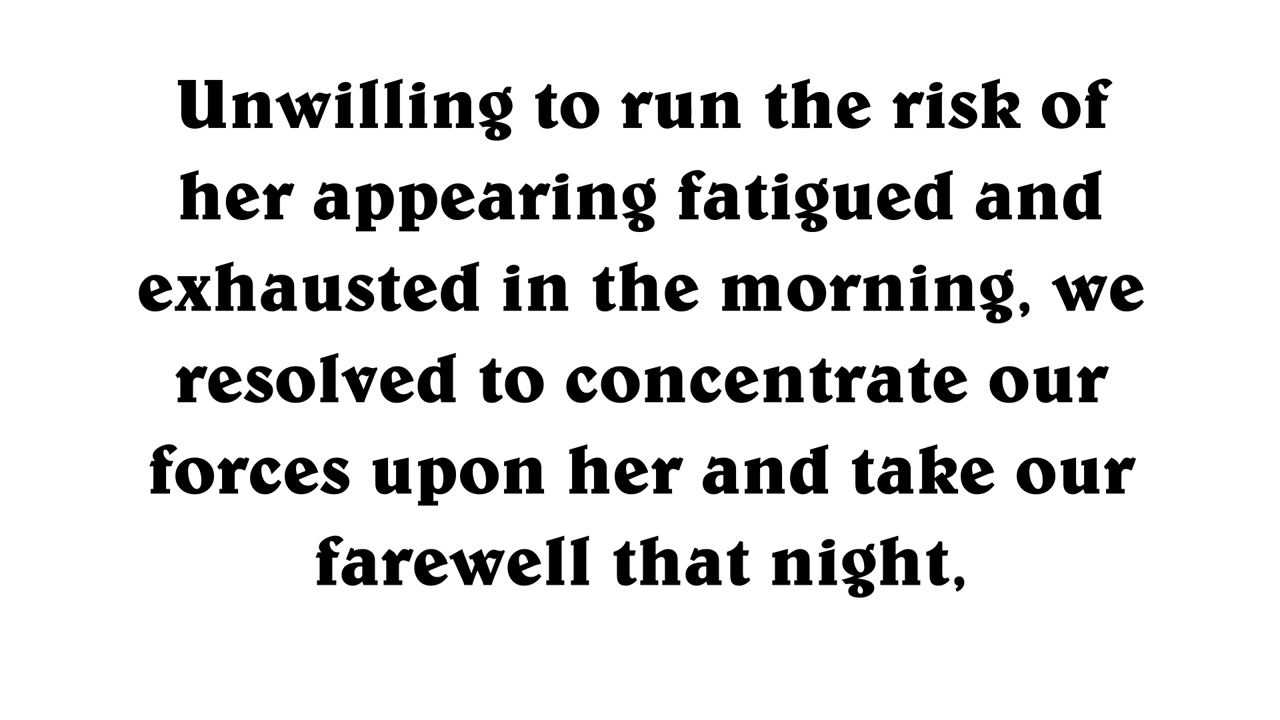 Unwilling to run the risk of
her appearing fatigued and
exhausted in the morning, we
resolved to concentrate our
forces upon her and take our
farewell that night,